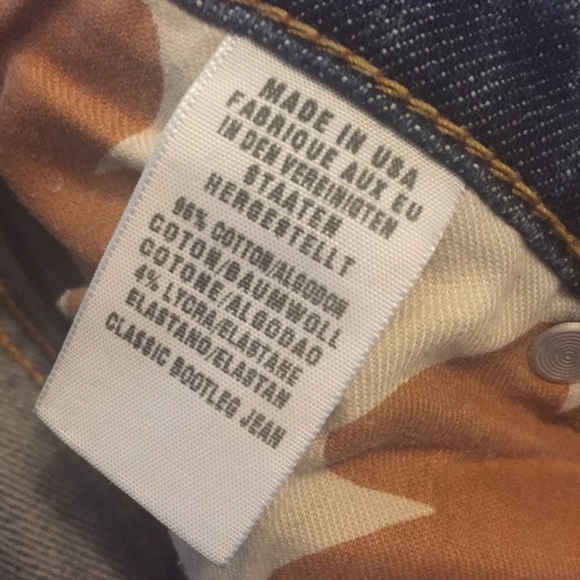 MADE IN USA
FABRIQUE AUX EU
IN DEN VEREINIGTEN
STAATEN
HERGESTELLT
96% COTTON/ALGODON
COTON/BAUMWOLL
COTONE/ALGODAO
4% LYCRA/ELASTANE
ELASTAND/ELASTAN
CLASSIC BOOTLEG JEAN